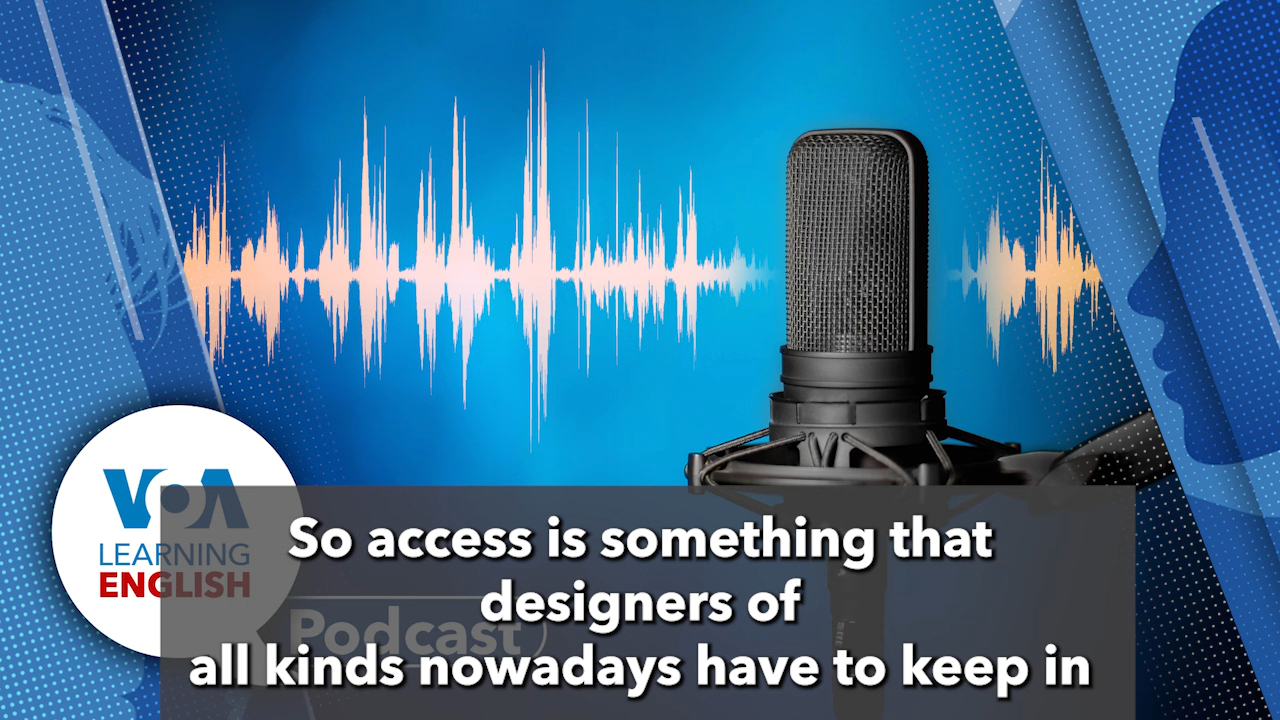 VOA
LEARNING
ENGLISH
Podcast
So access is something that
designers of
all kinds nowadays have to keep in